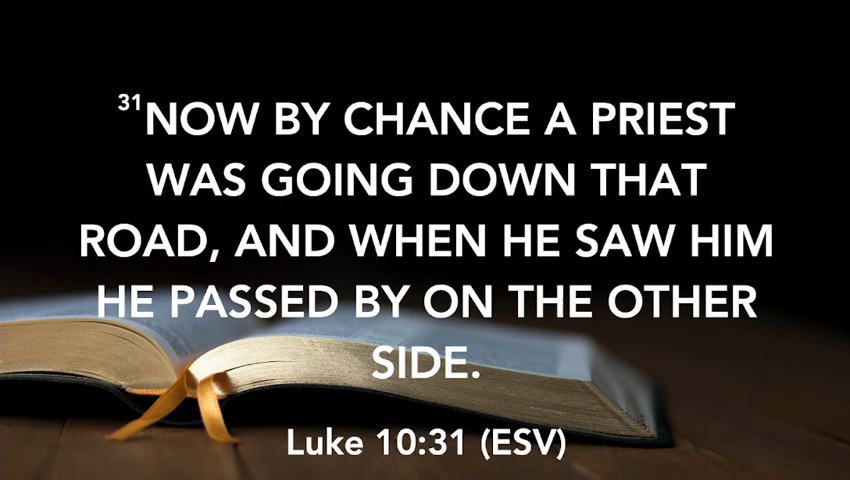 31NOW BY CHANCE A PRIEST
WAS GOING DOWN THAT
ROAD, AND WHEN HE SAW HIM
HE PASSED BY ON THE OTHER
SIDE.
Luke 10:31 (ESV)